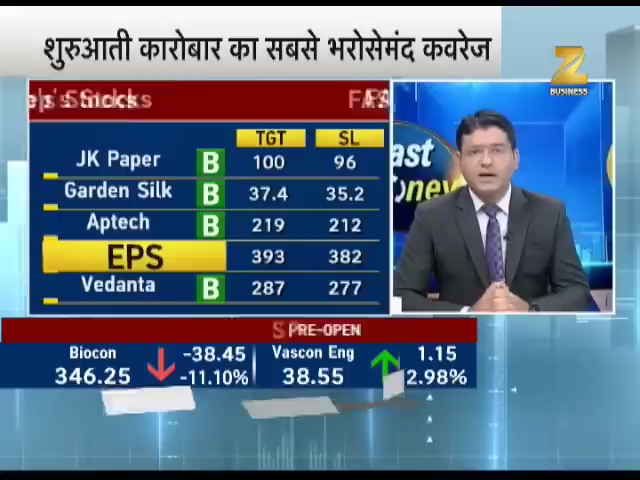 शुरुआती कारोबार का सबसे भरोसेमंद कवरेज
Z
BUSINESS
TGT SL
JK Paper B 100 96
Garden Silk B 37.4 35.2
Aptech B 219 212
EPS 393 382
Vedanta B 287 277
PRE-OPEN
Biocon -38.45 Vascon Eng 1.15
346.25 -11.10% 38.55 2.98%